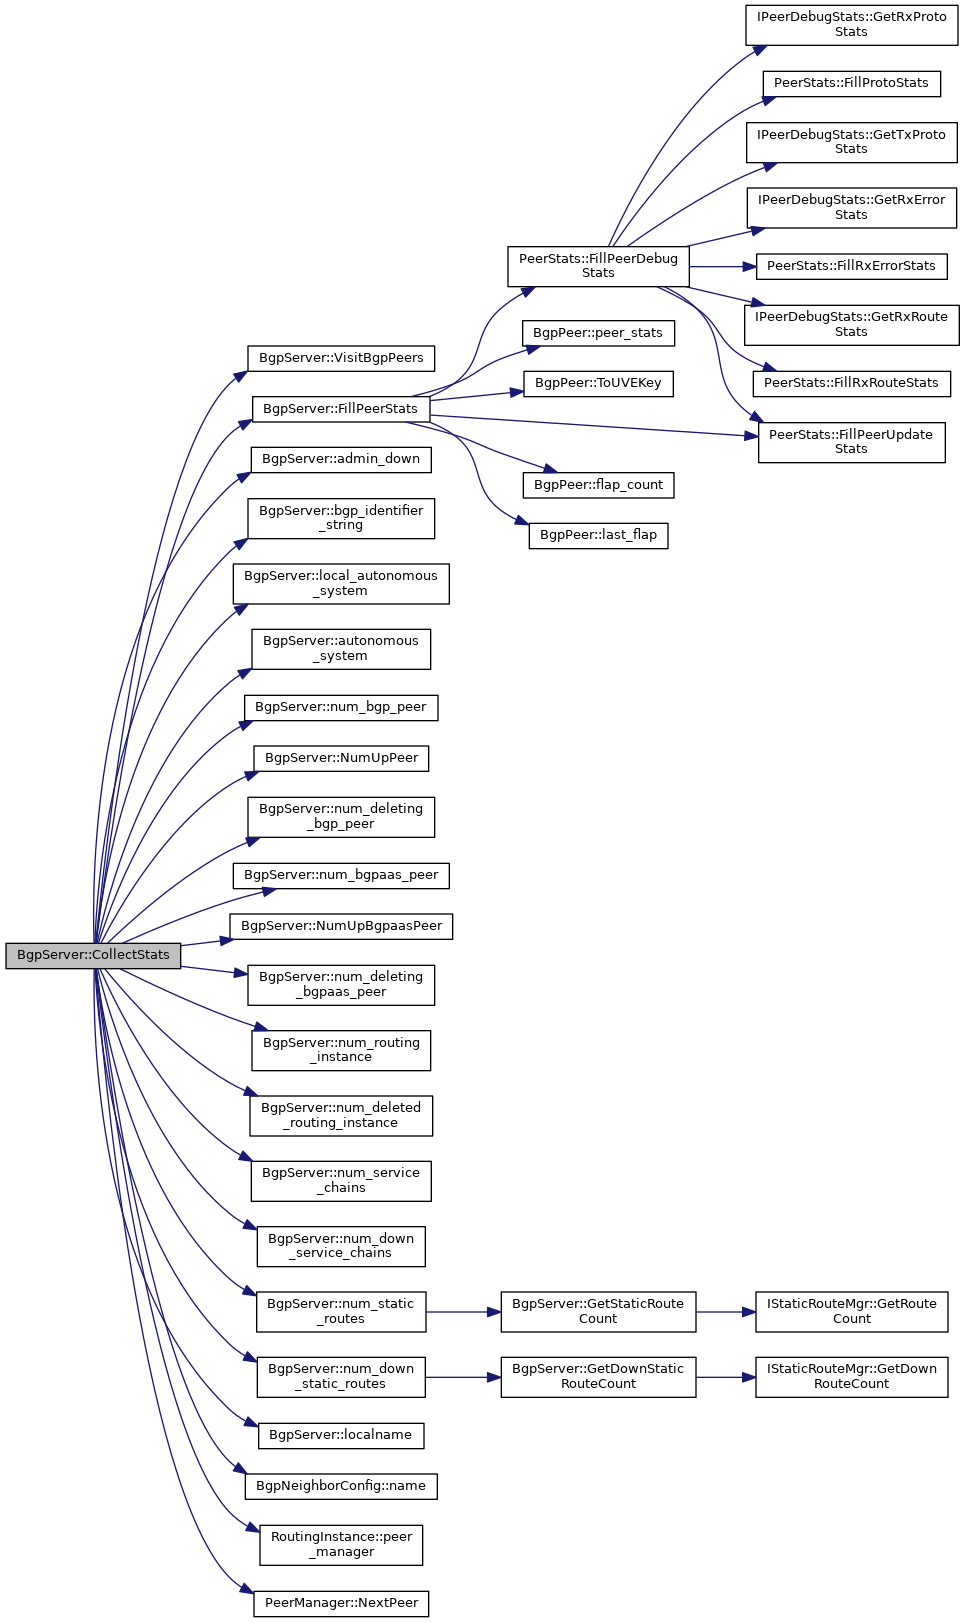 IPeerDebugStats::GetRxProto
Stats
PeerStats::FillProtoStats
IPeerDebugStats::GetTxProto
Stats
IPeerDebugStats::GetRxError
Stats
PeerStats::FillPeerDebug
Stats
PeerStats::FillRxErrorStats
IPeerDebugStats::GetRxRoute
Stats
BgpPeer::peer_stats
BgpServer::VisitBgpPeers
BgpPeer::ToUVEKey
PeerStats::FillRxRouteStats
BgpServer::FillPeerStats
PeerStats::FillPeerUpdate
Stats
BgpServer::admin_down
BgpPeer::flap_count
BgpServer::bgp_identifier
_string
BgpPeer::last_flap
BgpServer::local_autonomous
_system
BgpServer::autonomous
_system
BgpServer::num_bgp_peer
BgpServer::NumUpPeer
BgpServer::num_deleting
_bgp_peer
BgpServer::num_bgpaas_peer
BgpServer::NumUpBgpaasPeer
BgpServer::CollectStats
BgpServer::num_deleting
_bgpaas_peer
BgpServer::num_routing
_instance
BgpServer::num_deleted
_routing_instance
BgpServer::num_service
_chains
BgpServer::num_down
_service_chains
BgpServer::num_static
_routes
BgpServer::GetStaticRoute
Count
IStaticRouteMgr::GetRoute
Count
BgpServer::num_down
_static_routes
BgpServer::GetDownStatic
RouteCount
IStaticRouteMgr::GetDown
RouteCount
BgpServer::localname
BgpNeighborConfig::name
RoutingInstance::peer
_manager
PeerManager::NextPeer